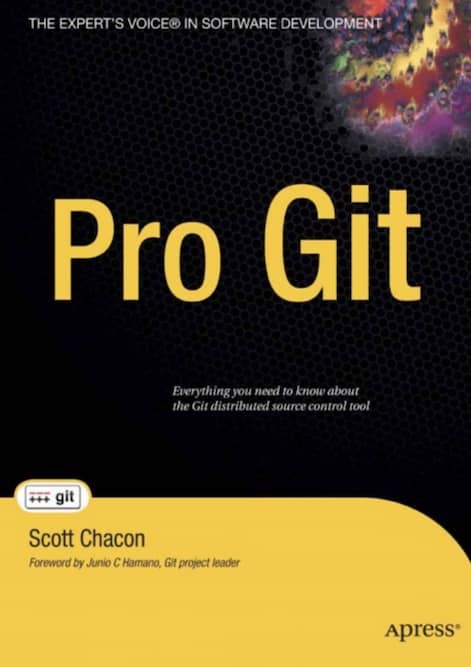 THE EXPERT'S VOICE® IN SOFTWARE DEVELOPMENT
Pro Git
Everything you need to know about
the Git distributed source control tool
+++ git
Scott Chacon
Foreword by Junio C Hamano, Git project leader
Apress®